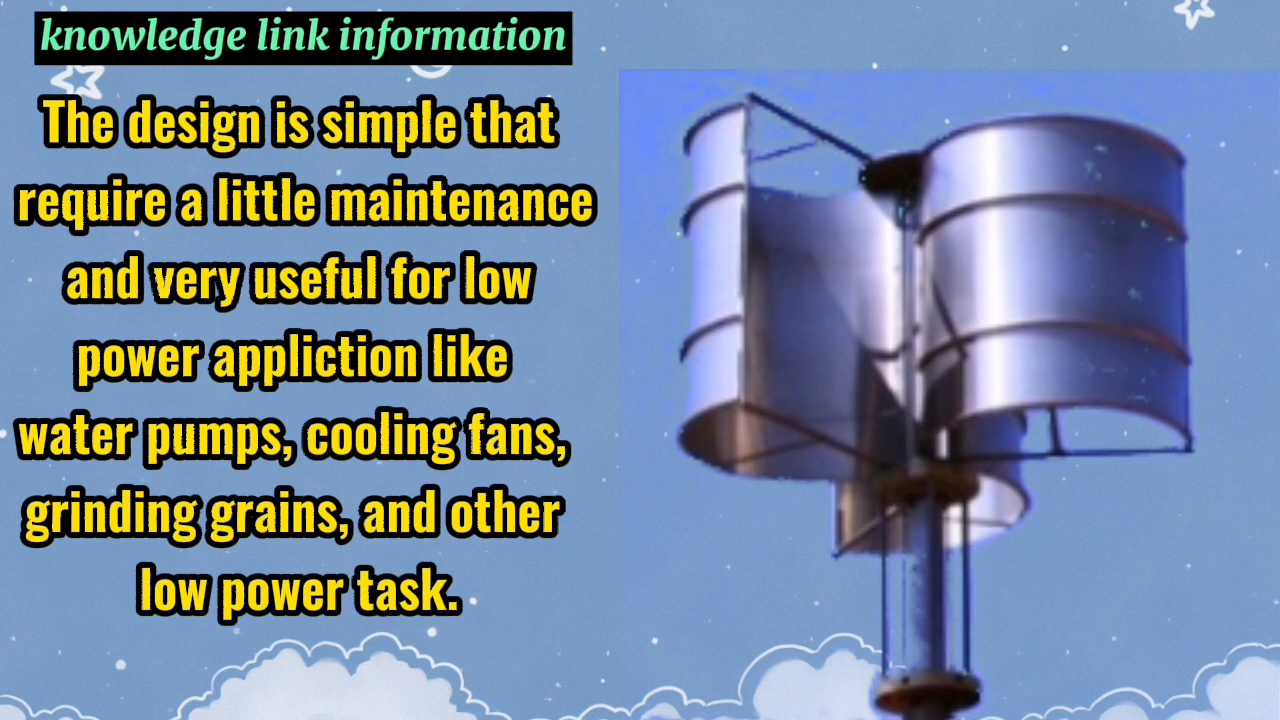 knowledge link information
The design is simple that
require a little maintenance
and very useful for low
power appliction like
water pumps, cooling fans,
grinding grains, and other
low power task.